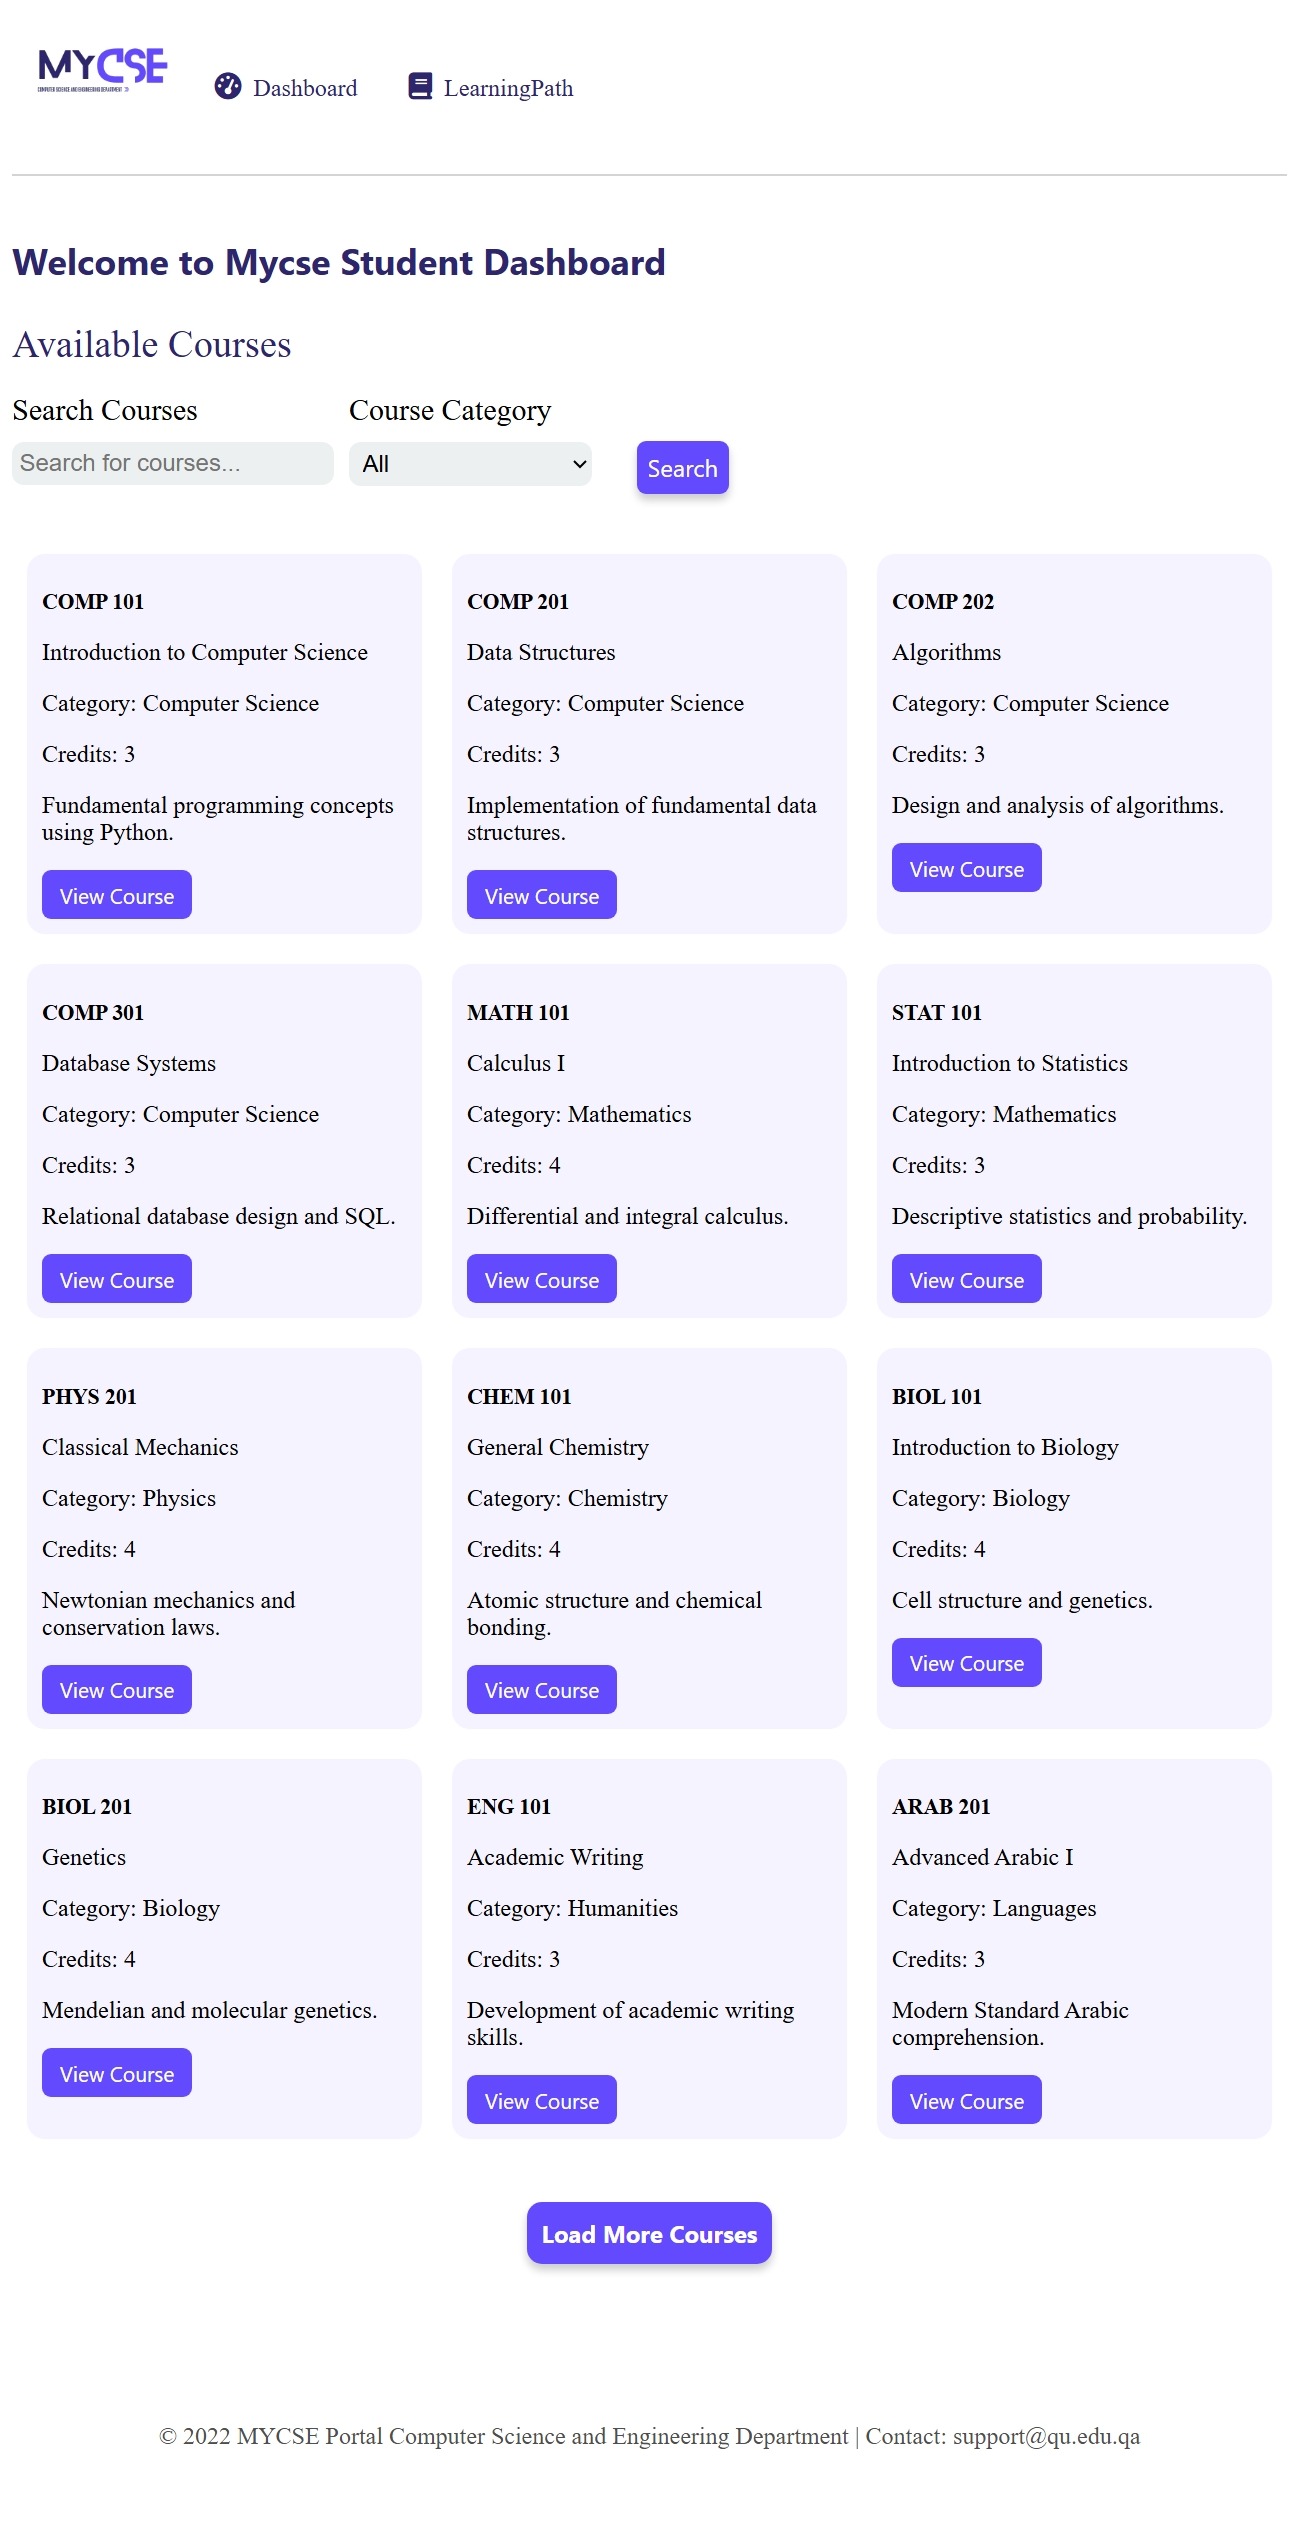 MYCSE
COMPUTER SCIENCE AND ENGINEERING DEPARTMENT
Dashboard
LearningPath
Welcome to Mycse Student Dashboard
Available Courses
Search Courses
Course Category
Search for courses...
All
Search
COMP 101
Introduction to Computer Science
Category: Computer Science
Credits: 3
Fundamental programming concepts
using Python.
View Course
COMP 201
Data Structures
Category: Computer Science
Credits: 3
Implementation of fundamental data
structures.
View Course
COMP 202
Algorithms
Category: Computer Science
Credits: 3
Design and analysis of algorithms.
View Course
COMP 301
Database Systems
Category: Computer Science
Credits: 3
Relational database design and SQL.
View Course
MATH 101
Calculus I
Category: Mathematics
Credits: 4
Differential and integral calculus.
View Course
STAT 101
Introduction to Statistics
Category: Mathematics
Credits: 3
Descriptive statistics and probability.
View Course
PHYS 201
Classical Mechanics
Category: Physics
Credits: 4
Newtonian mechanics and
conservation laws.
View Course
CHEM 101
General Chemistry
Category: Chemistry
Credits: 4
Atomic structure and chemical
bonding.
View Course
BIOL 101
Introduction to Biology
Category: Biology
Credits: 4
Cell structure and genetics.
View Course
BIOL 201
Genetics
Category: Biology
Credits: 4
Mendelian and molecular genetics.
View Course
ENG 101
Academic Writing
Category: Humanities
Credits: 3
Development of academic writing
skills.
View Course
ARAB 201
Advanced Arabic I
Category: Languages
Credits: 3
Modern Standard Arabic
comprehension.
View Course
Load More Courses
© 2022 MYCSE Portal Computer Science and Engineering Department | Contact: support@qu.edu.qa